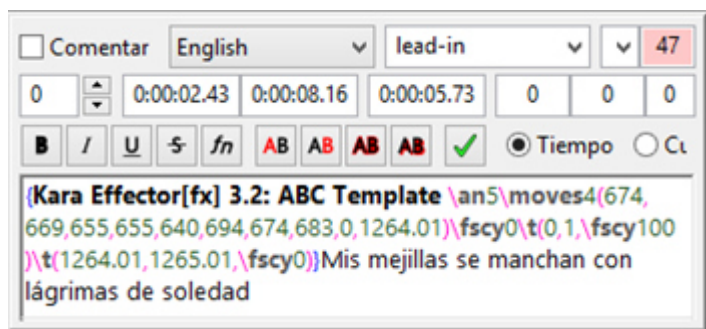 Comentar English lead-in 47
0 0:00:02.43 0:00:08.16 0:00:05.73 0 0 0
B I U S fn AB AB AB AB Tiempo Cu
{Kara Effector[fx] 3.2: ABC Template \an5\moves4(674,
669,655,655,640,694,674,683,0,1264.01)\fscy0\t(0,1,\fscy100
)\t(1264.01,1265.01,\fscy0)}Mis mejillas se manchan con
lágrimas de soledad